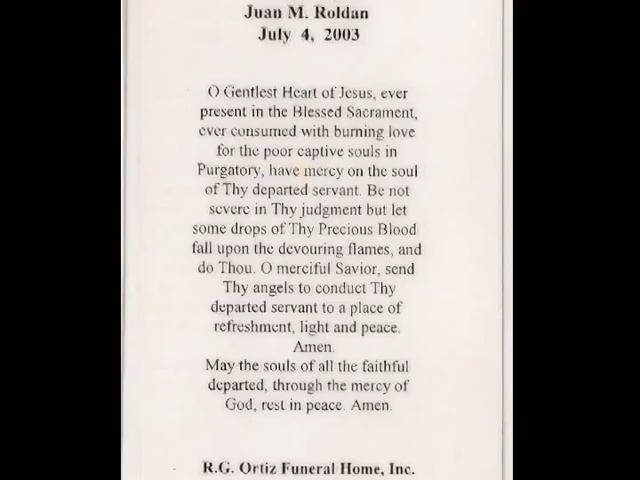 Juan M. Roldan
July 4, 2003
O Gentlest Heart of Jesus, ever
present in the Blessed Sacrament,
ever consumed with burning love
for the poor captive souls in
Purgatory, have mercy on the soul
of Thy departed servant. Be not
severe in Thy judgment but let
some drops of Thy Precious Blood
fall upon the devouring flames, and
do Thou. O merciful Savior, send
Thy angels to conduct Thy
departed servant to a place of
refreshment, light and peace.
Amen.
May the souls of all the faithful
departed, through the mercy of
God, rest in peace. Amen.
R.G. Ortiz Funeral Home, Inc.